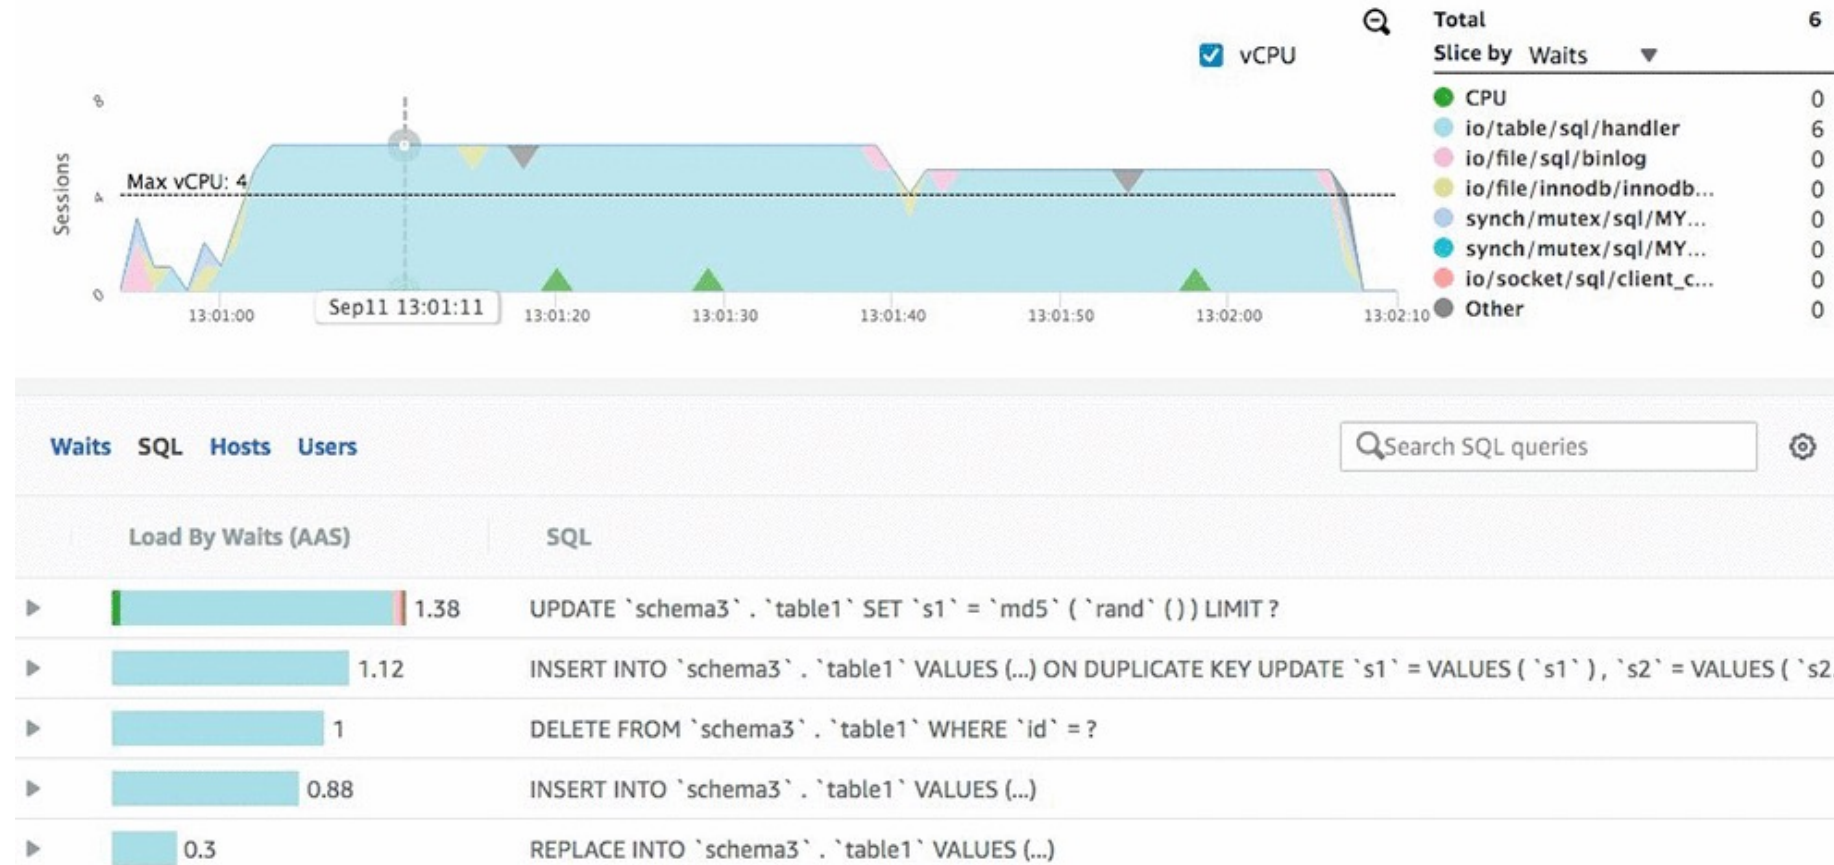 Total 6
vCPU
Slice by Waits
CPU 0
io/table/sql/handler 6
io/file/sql/binlog 0
io/file/innodb/innodb... 0
synch/mutex/sql/MY... 0
synch/mutex/sql/MY... 0
io/socket/sql/client_c... 0
Other 0
8
Sessions
Max vCPU: 4
4
0
13:01:00
Sep11 13:01:11
13:01:20
13:01:30
13:01:40
13:01:50
13:02:00
13:02:10
Waits SQL Hosts Users
Search SQL queries
Load By Waits (AAS) SQL
1.38 UPDATE `schema3` . `table1` SET `s1` = `md5` ( `rand` ( ) ) LIMIT ?
1.12 INSERT INTO `schema3` . `table1` VALUES (...) ON DUPLICATE KEY UPDATE `s1` = VALUES ( `s1` ) , `s2` = VALUES ( `s2
1 DELETE FROM `schema3` . `table1` WHERE `id` = ?
0.88 INSERT INTO `schema3` . `table1` VALUES (...)
0.3 REPLACE INTO `schema3` . `table1` VALUES (...)